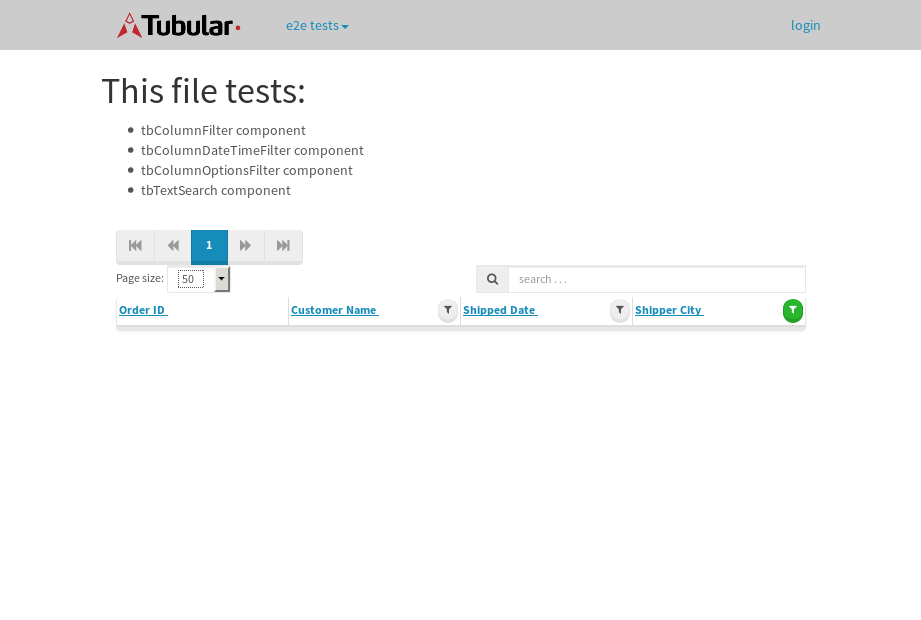 Tubular e2e tests login
This file tests:
tbColumnFilter component
tbColumnDateTimeFilter component
tbColumnOptionsFilter component
tbTextSearch component
1
Page size: 50 search . . .
Order ID Customer Name Shipped Date Shipper City